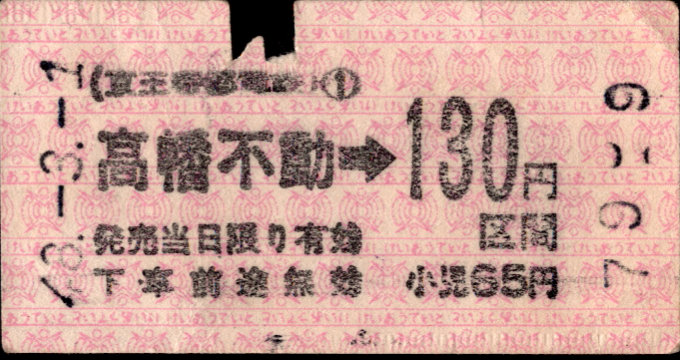 (京王帝都電鉄)①
高幡不動➡130円
区間
発売当日限り有効
下車前途無効 小児65円
-3.-1